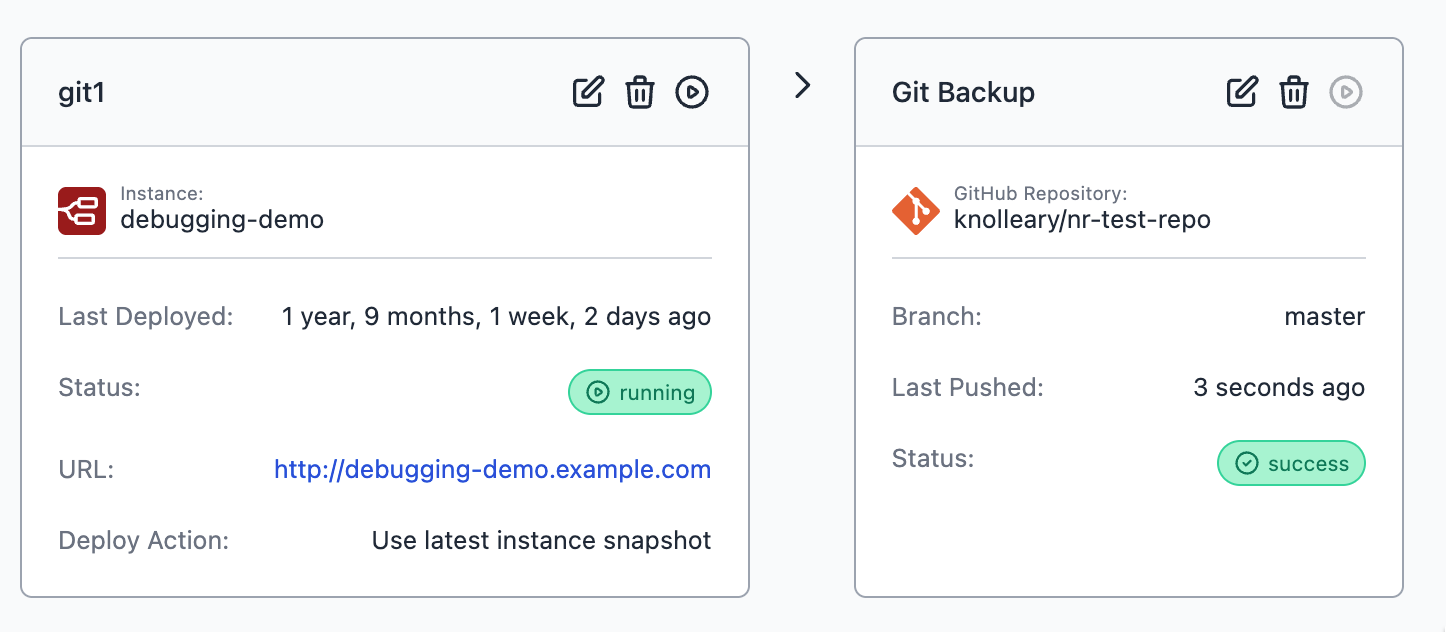 git1
Instance:
debugging-demo
Last Deployed: 1 year, 9 months, 1 week, 2 days ago
Status: running
URL: http://debugging-demo.example.com
Deploy Action: Use latest instance snapshot
Git Backup
GitHub Repository:
knolleary/nr-test-repo
Branch: master
Last Pushed: 3 seconds ago
Status: success